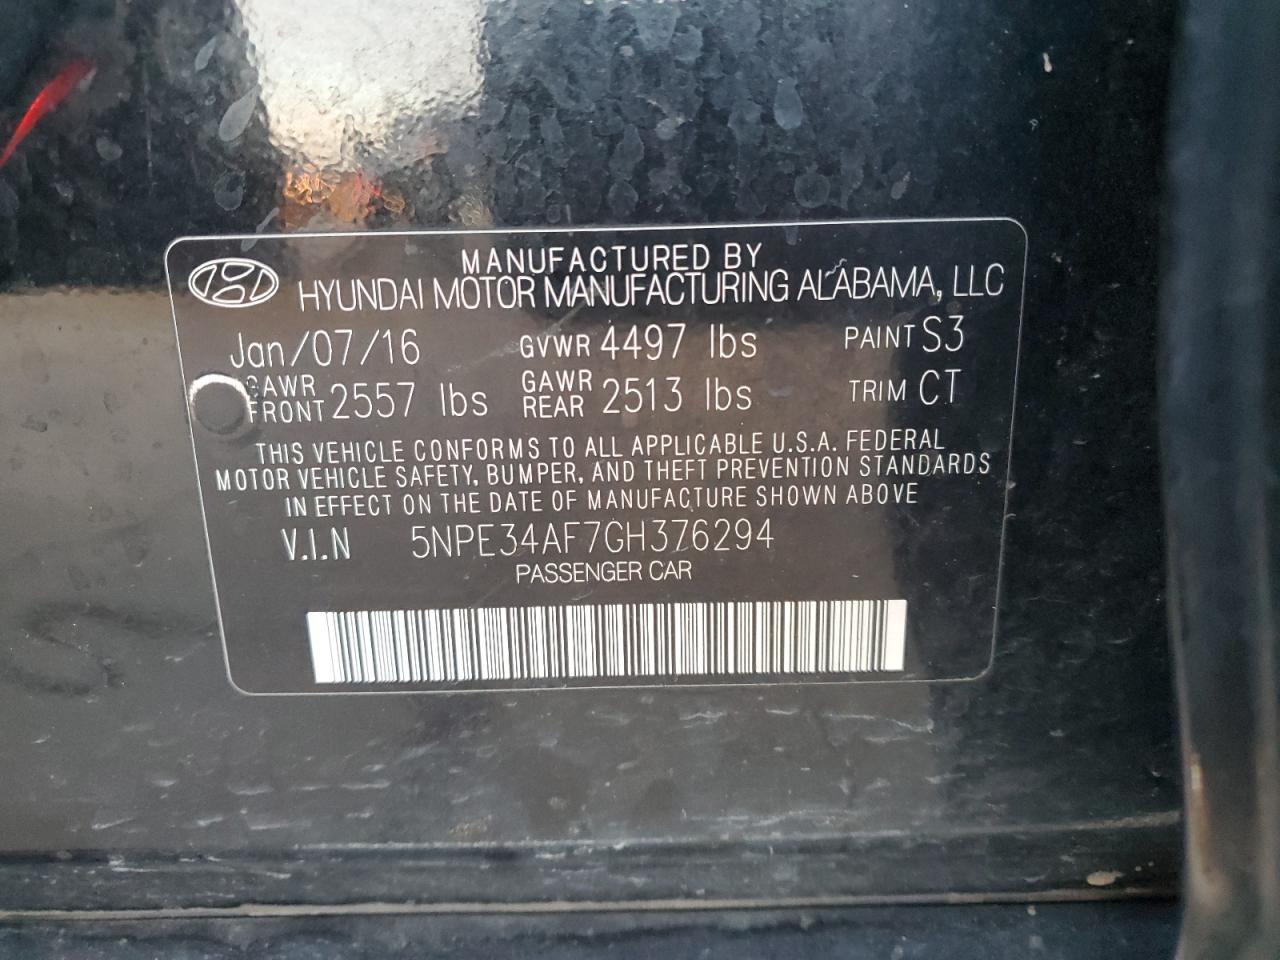 MANUFACTURED BY
HYUNDAI MOTOR MANUFACTURING ALABAMA, LLC
Jan/07/16 GVWR 4497 lbs PAINT S3
GAWR FRONT 2557 lbs GAWR REAR 2513 lbs TRIM CT
THIS VEHICLE CONFORMS TO ALL APPLICABLE U.S.A. FEDERAL
MOTOR VEHICLE SAFETY, BUMPER, AND THEFT PREVENTION STANDARDS
IN EFFECT ON THE DATE OF MANUFACTURE SHOWN ABOVE
V.I.N 5NPE34AF7GH376294
PASSENGER CAR